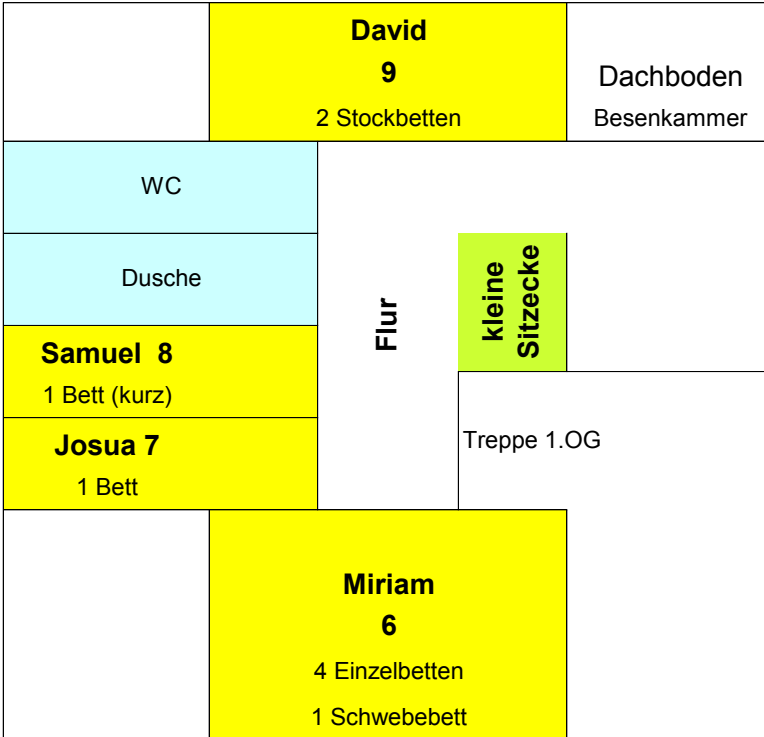 David
9
2 Stockbetten
Dachboden
Besenkammer
WC
Dusche
Flur
kleine
Sitzecke
Samuel 8
1 Bett (kurz)
Josua 7
1 Bett
Treppe 1.OG
Miriam
6
4 Einzelbetten
1 Schwebebett